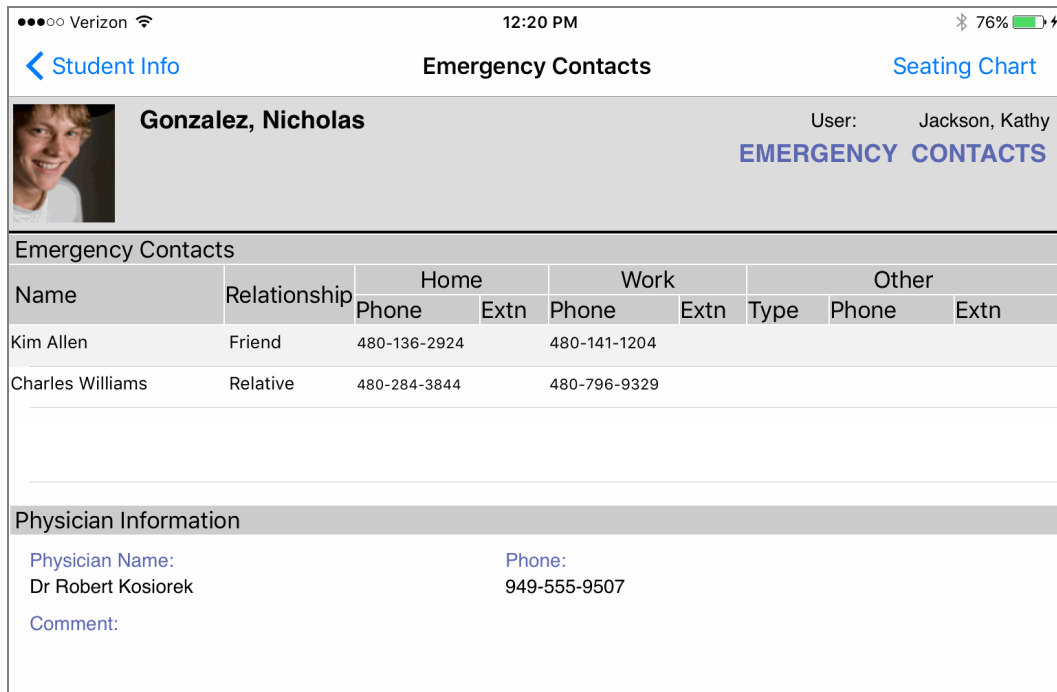 Verizon 12:20 PM 76%
Student Info Emergency Contacts Seating Chart
Gonzalez, Nicholas User: Jackson, Kathy
EMERGENCY CONTACTS
Emergency Contacts
Name Relationship Home Work Other
Phone Extn Phone Extn Type Phone Extn
Kim Allen Friend 480-136-2924 480-141-1204
Charles Williams Relative 480-284-3844 480-796-9329
Physician Information
Physician Name: Phone:
Dr Robert Kosiorek 949-555-9507
Comment: